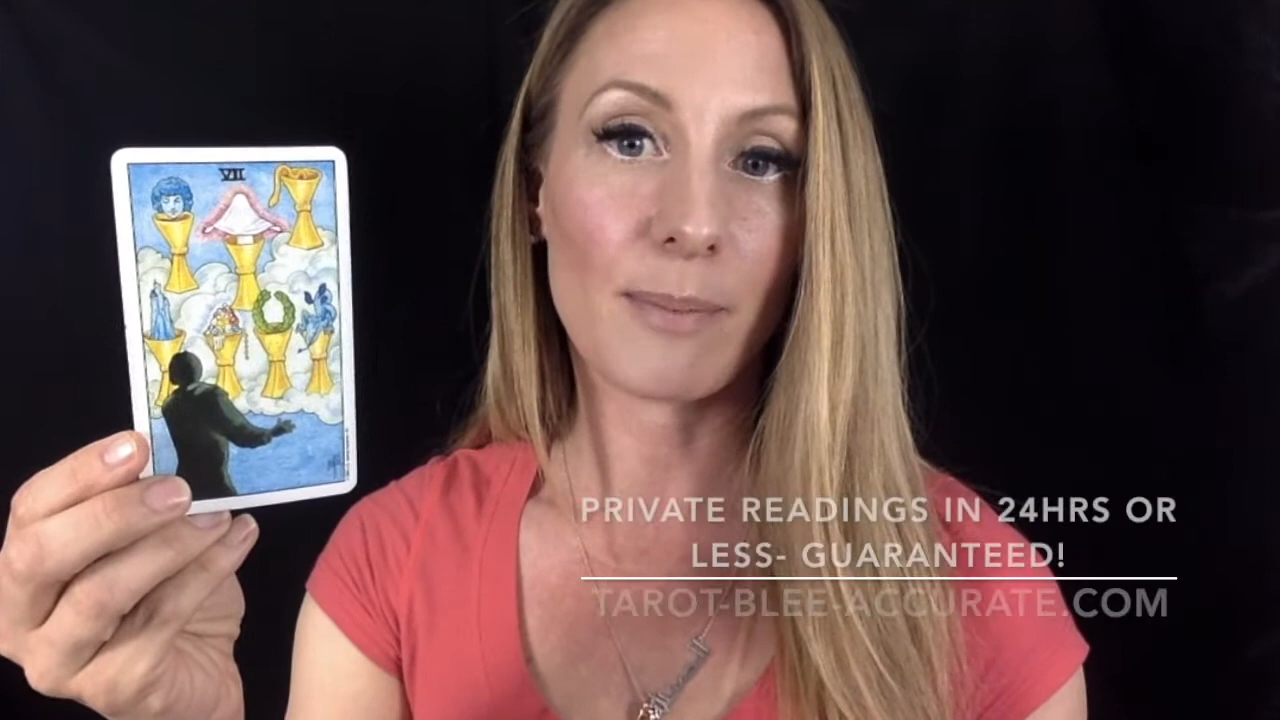 VII
PRIVATE READINGS IN 24HRS OR
LESS- GUARANTEED!
TAROT-BLEE-ACCURATE.COM